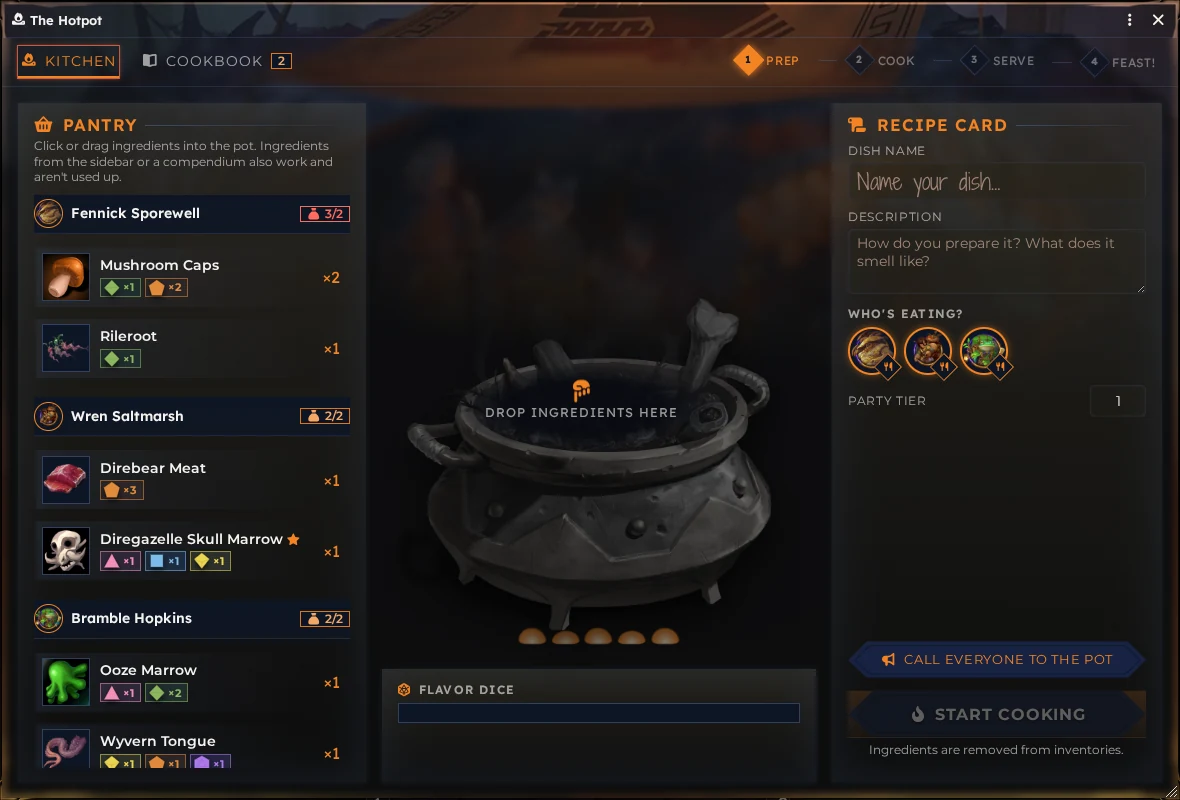 The Hotpot
KITCHEN
COOKBOOK 2
1 PREP
2 COOK
3 SERVE
4 FEAST!
PANTRY
Click or drag ingredients into the pot. Ingredients
from the sidebar or a compendium also work and
aren't used up.
Fennick Sporewell 3/2
Mushroom Caps
×1 ×2
×2
Rileroot
×1
×1
Wren Saltmarsh 2/2
Direbear Meat
×3
×1
Diregazelle Skull Marrow
×1 ×1 ×1
×1
Bramble Hopkins 2/2
Ooze Marrow
×1 ×2
×1
Wyvern Tongue
×1 ×1 ×1
×1
DROP INGREDIENTS HERE
FLAVOR DICE
RECIPE CARD
DISH NAME
Name your dish...
DESCRIPTION
How do you prepare it? What does it
smell like?
WHO'S EATING?
PARTY TIER 1
CALL EVERYONE TO THE POT
START COOKING
Ingredients are removed from inventories.